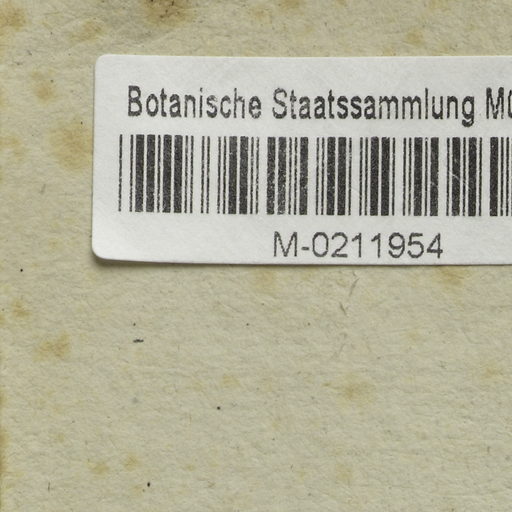 Botanische Staatssammlung
M-0211954